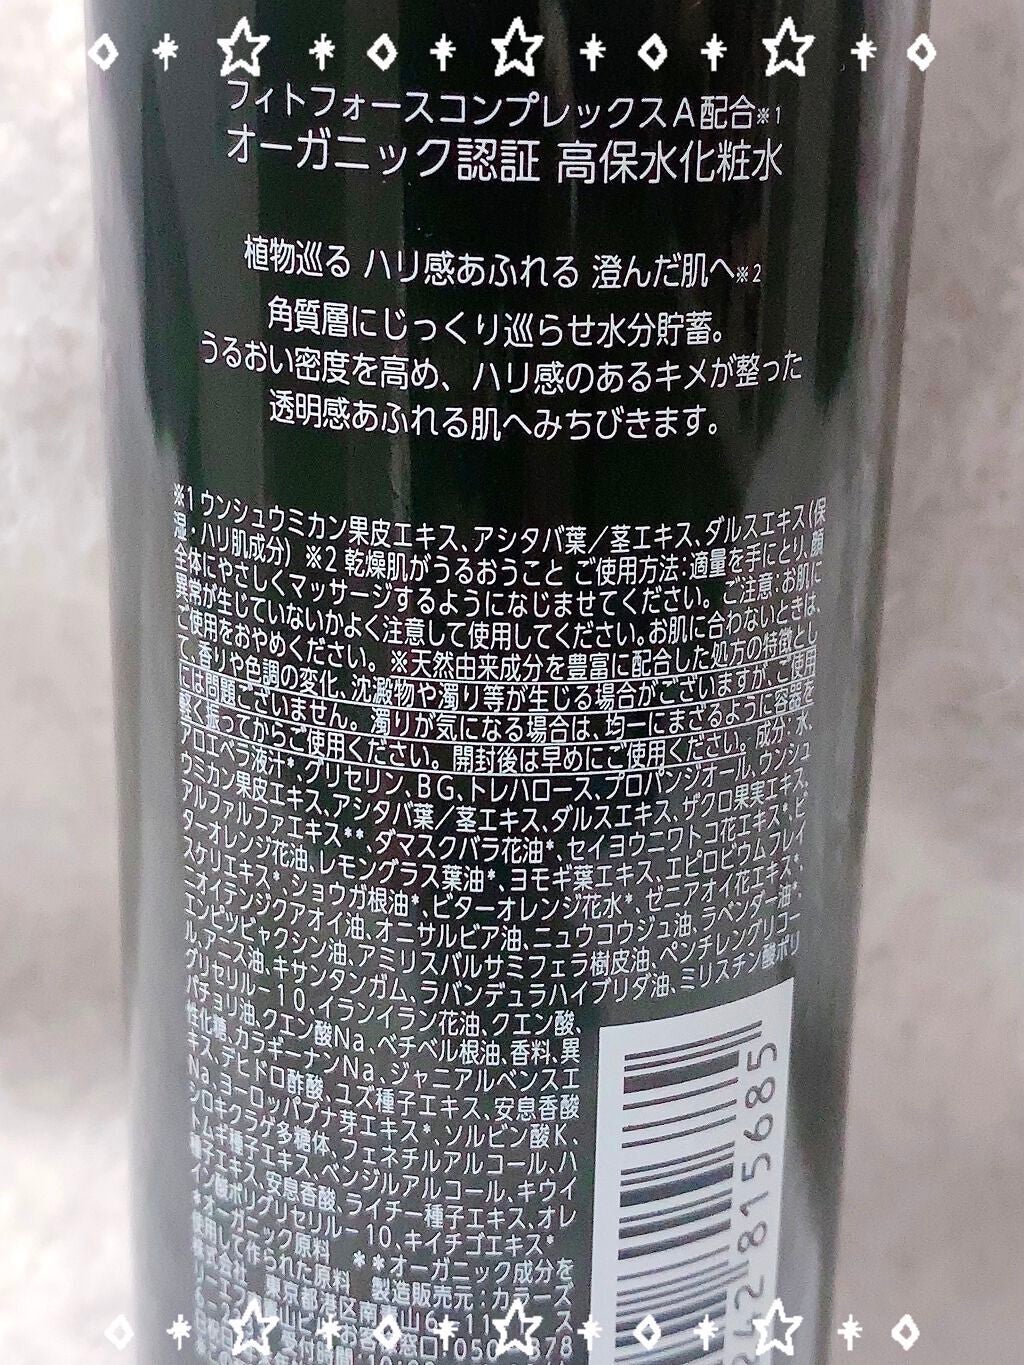 フィトフォースコンプレックスA配合※1
オーガニック認証 高保水化粧水
植物巡る ハリ感あふれる 澄んだ肌へ※2
角質層にじっくり巡らせ水分貯蓄。
うるおい密度を高め、ハリ感のあるキメが整った
透明感あふれる肌へみちびきます。
※1 ウンシュウミカン果皮エキス、アシタバ葉／茎エキス、ダルスエキス(保
湿・ハリ肌成分) ※2 乾燥肌がうるおうこと ご使用方法:適量を手にとり、顔
全体にやさしくマッサージするようになじませてください。 ご注意:お肌に
異常が生じていないかよく注意して使用してください。お肌に合わないときは、
ご使用をおやめください。 ※天然由来成分を豊富に配合した処方の特徴とし
て、香りや色調の変化、沈澱物や濁り等が生じる場合がございますが、ご使用
には問題ございません。 濁りが気になる場合は、均一にまざるように容器を
軽く振ってからご使用ください。 開封後は早めにご使用ください。 成分:水、
アロエベラ液汁*、グリセリン、BG、トレハロース、プロパンジオール、ウンシュ
ウミカン果皮エキス、アシタバ葉／茎エキス、ダルスエキス、ザクロ果実エキス、
アルファルファエキス** ダマスクバラ花油*、セイヨウニワトコ花エキス*、ビ
ターオレンジ花油、レモングラス葉油*、ヨモギ葉エキス、エピロビウムフレイ
スケリエキス*、ショウガ根油*、ビターオレンジ花水*、ゼニアオイ花エキス*、
ニオイテンジクアオイ油、オニサルビア油、ニュウコウジュ油、ラベンダー油*、
エンピツビャクシン油、アミリスバルサミフェラ樹皮油、ペンチレングリコー
ル、アニス油、キサンタンガム、ラバンデュラハイブリダ油、ミリスチン酸ポリ
グリセリル－10、イランイラン花油、クエン酸、
パチョリ油、クエン酸Na、ベチベル根油、香料、異
性化糖、カラギーナンNa、ジャニアルベンスエ
キス、デヒドロ酢酸、ユズ種子エキス、安息香酸
Na、ヨーロッパブナ芽エキス*、ソルビン酸K、
シロキクラゲ多糖体、フェネチルアルコール、ハ
トムギ種子エキス、ベンジルアルコール、キウイ
種子エキス、安息香酸、ライチー種子エキス、オレ
イン酸ポリグリセリル－10、キイチゴエキス*
*オーガニック原料 **オーガニック成分を
使用して作られた原料 製造販売元:カラーズ
株式会社 東京都港区南青山6-11-
お客 窓口:050 878
受付時間:10:00
42815685